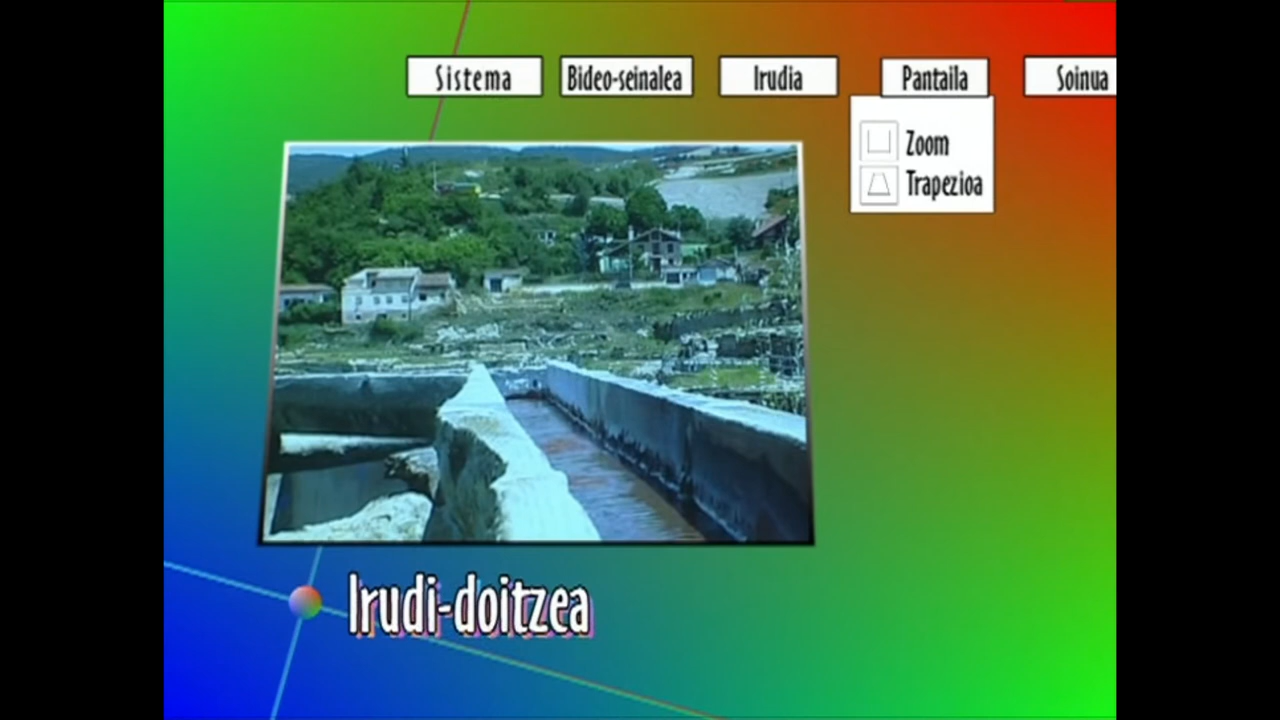 Sistema
Bideo-seinalea
Irudia
Pantaila
Soinua
Zoom
Trapezioa
Irudi-doitzea